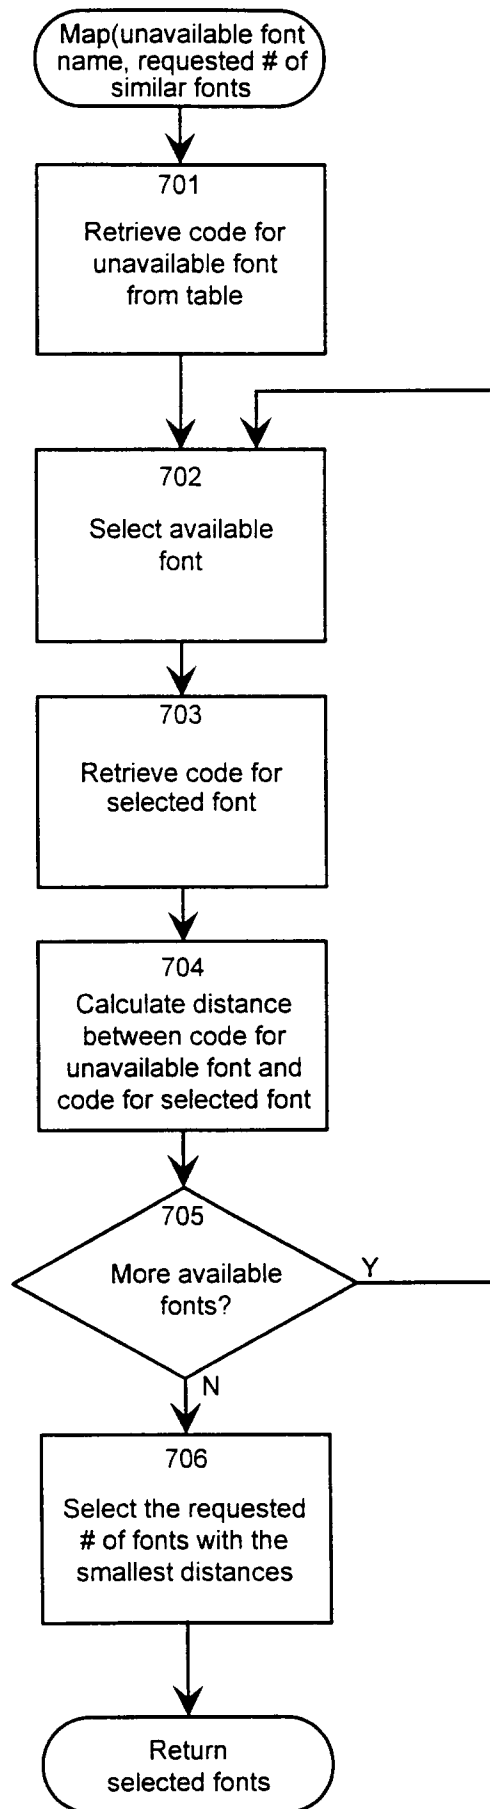 Map(unavailable font
name, requested # of
similar fonts
701
Retrieve code for
unavailable font
from table
702
Select available
font
703
Retrieve code for
selected font
704
Calculate distance
between code for
unavailable font and
code for selected font
705
More available
fonts?
Y
N
706
Select the requested
# of fonts with the
smallest distances
Return
selected fonts